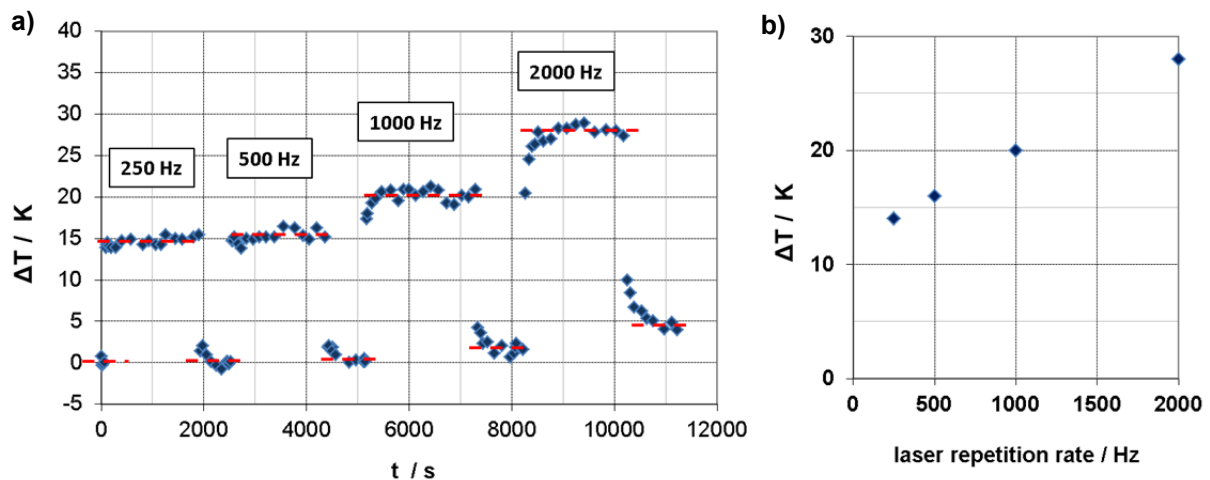 a)
ΔT / K
40
35
30
25
20
15
10
5
0
-5
250 Hz
500 Hz
1000 Hz
2000 Hz
0 2000 4000 6000 8000 10000 12000
t / s
b)
ΔT / K
30
20
10
0
0 500 1000 1500 2000
laser repetition rate / Hz